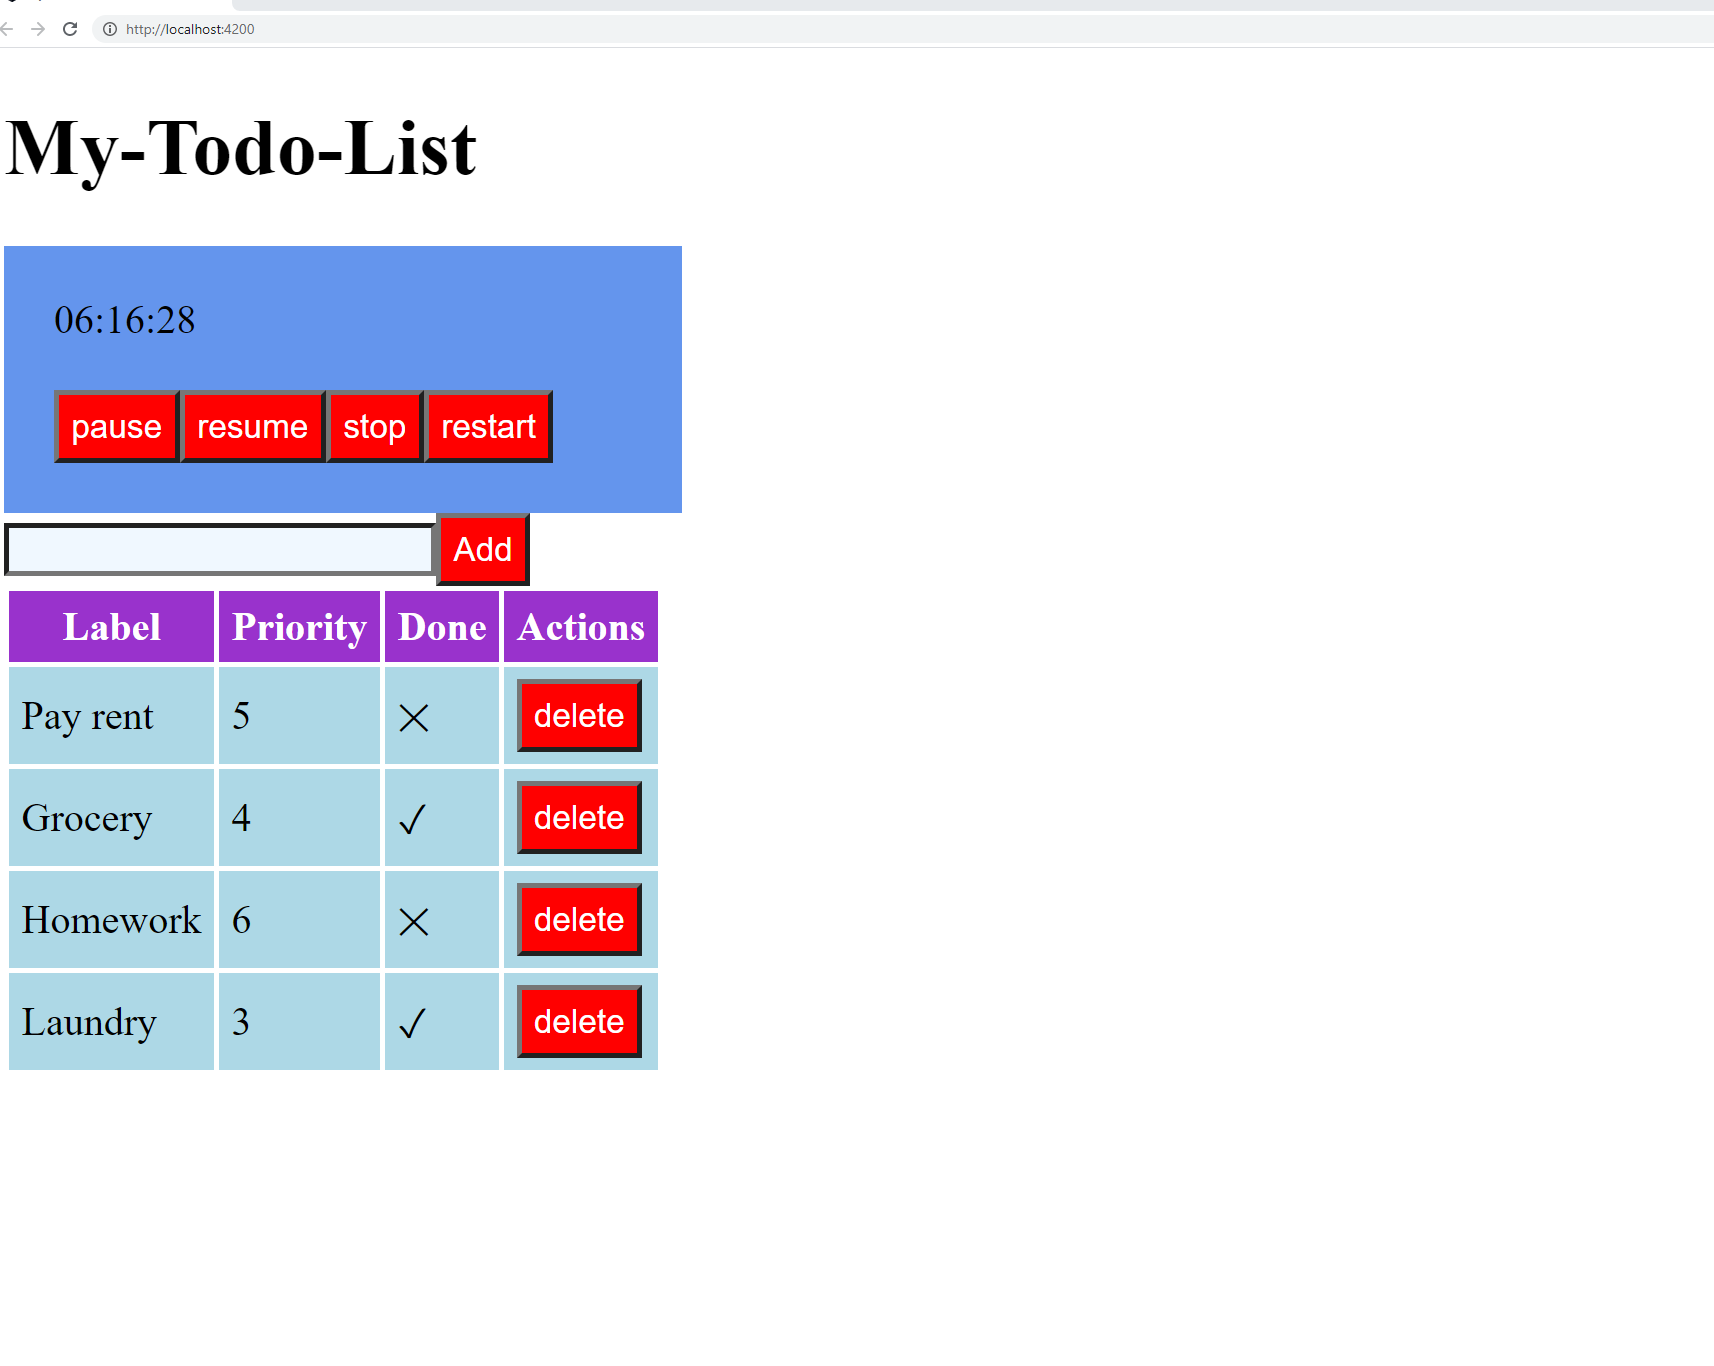 http://localhost:4200
My-Todo-List
06:16:28
pause resume stop restart
Add
Label Priority Done Actions
Pay rent 5 ✕ delete
Grocery 4 ✓ delete
Homework 6 ✕ delete
Laundry 3 ✓ delete